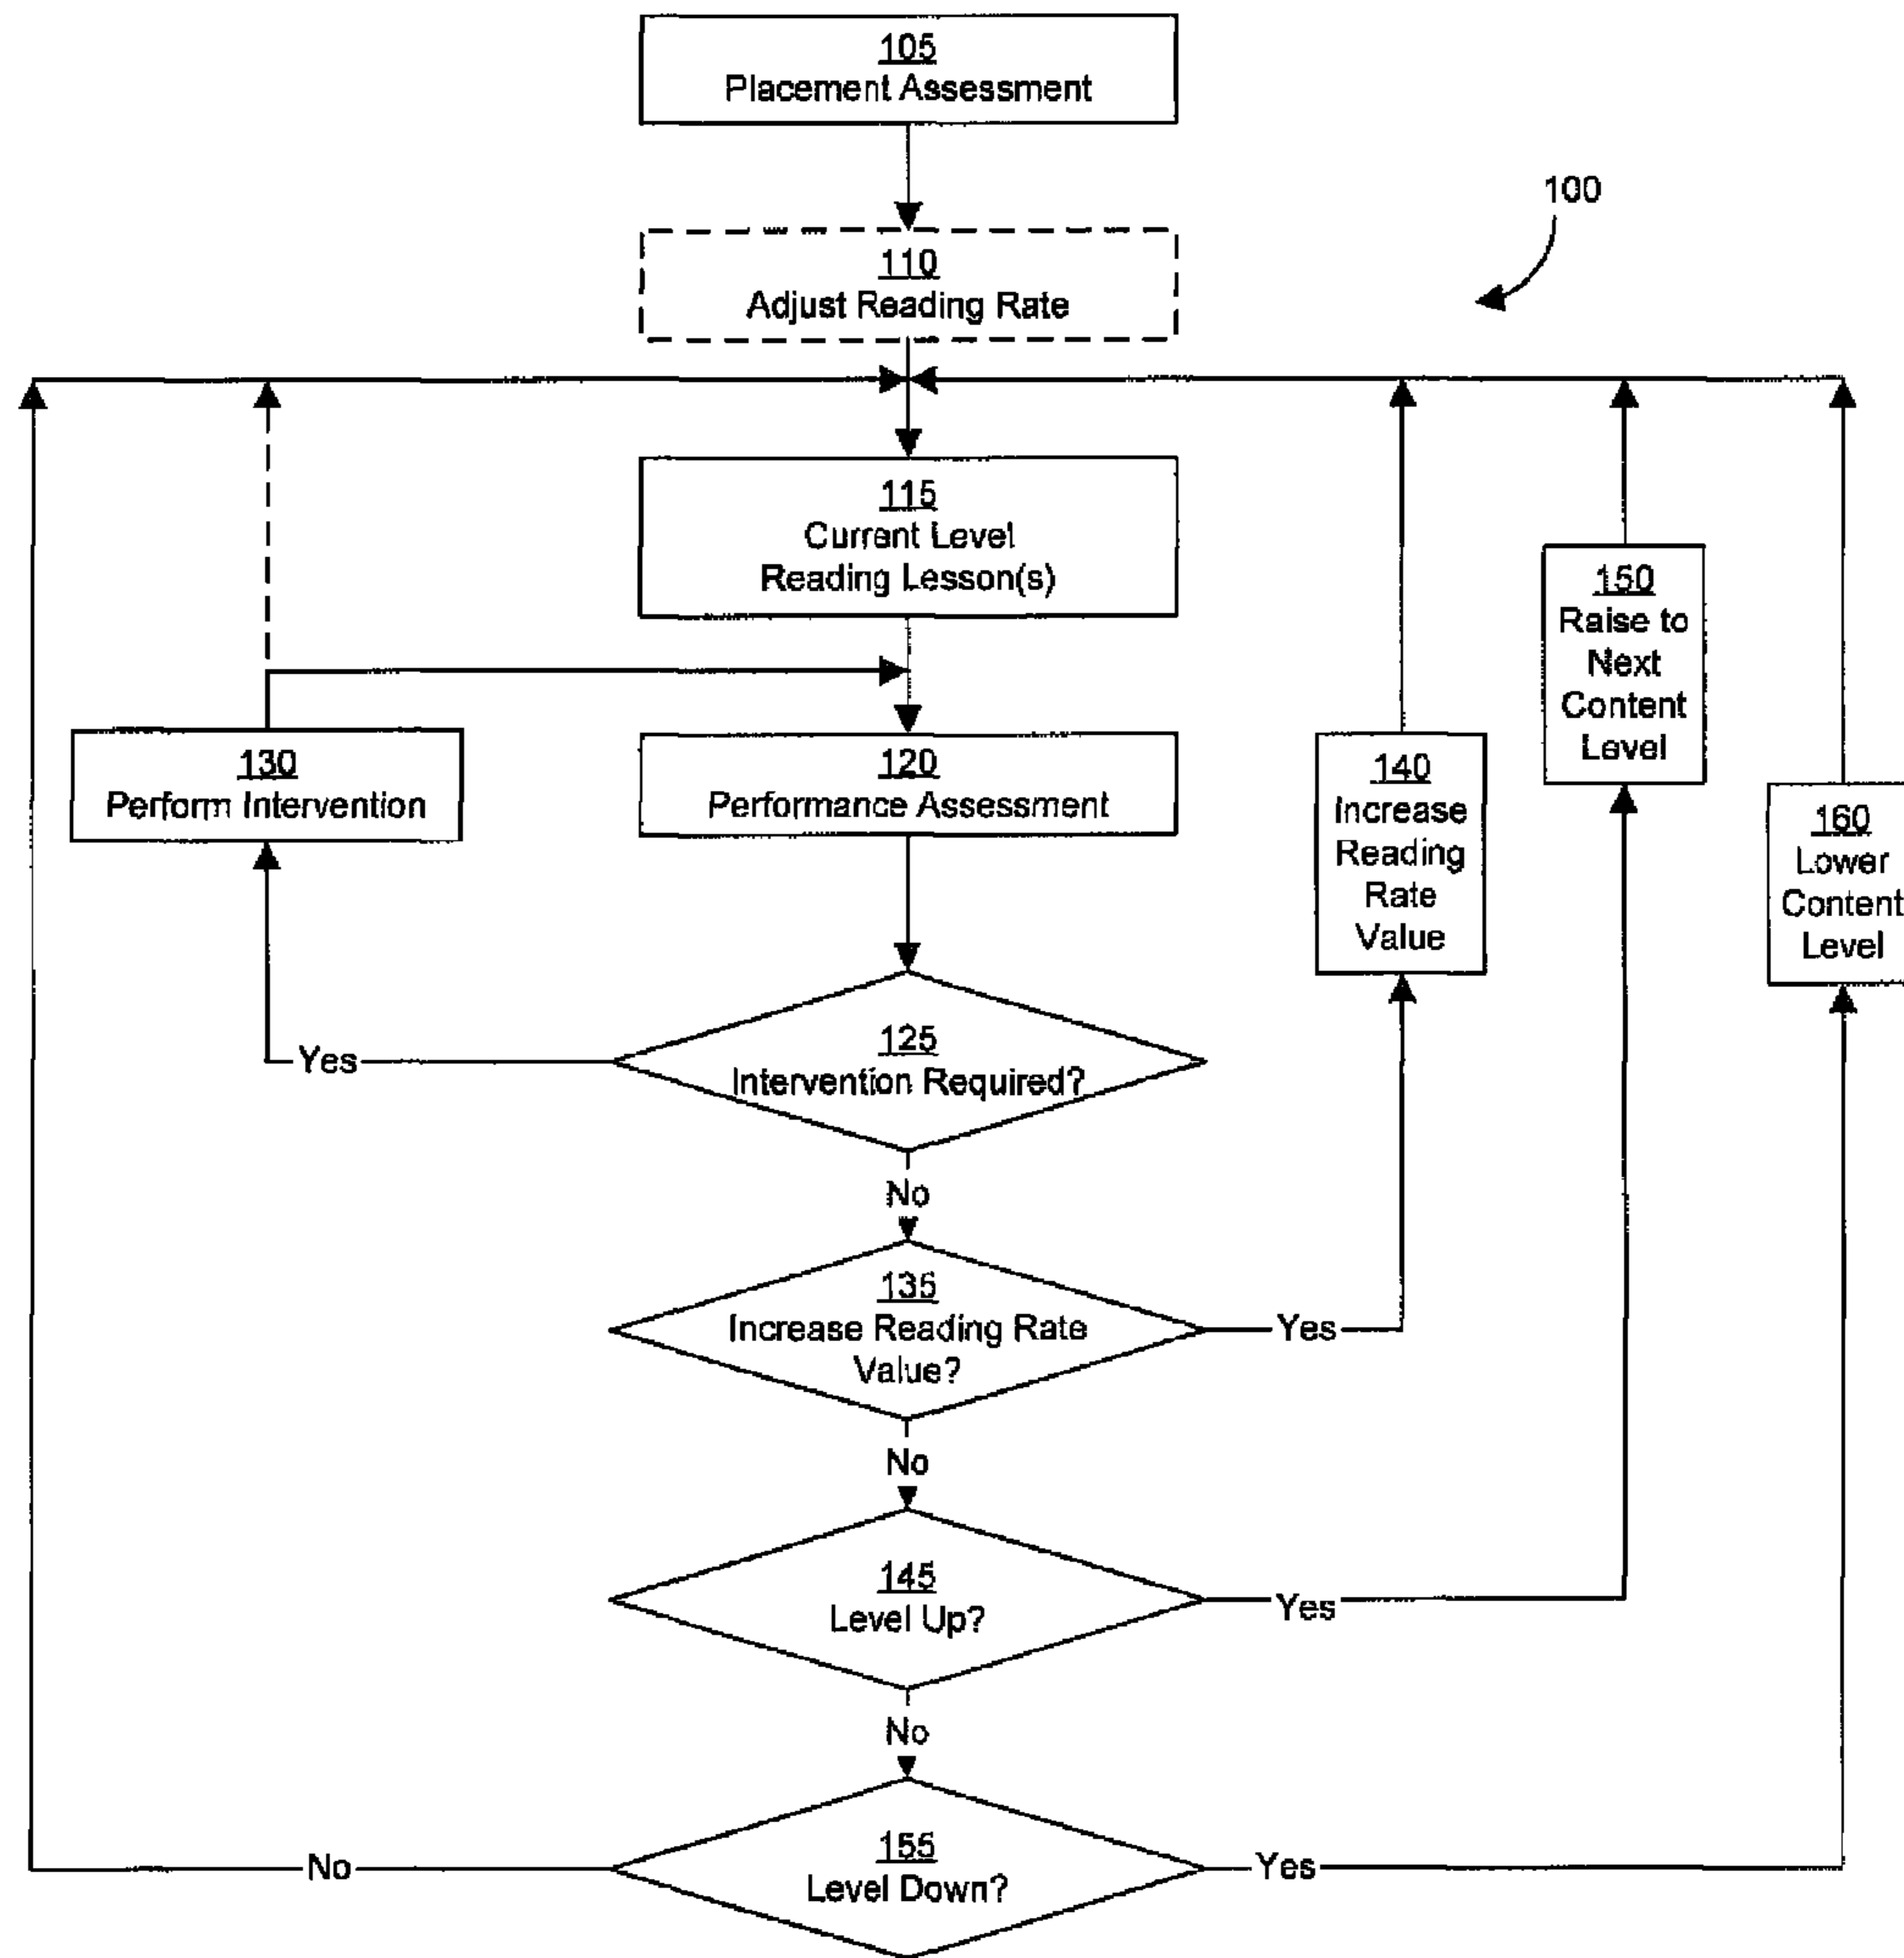 105
Placement Assessment
100
110
Adjust Reading Rate
115
Current Level
Reading Lesson(s)
150
Raise to
Next
Content
Level
130
Perform Intervention
120
Performance Assessment
140
Increase
Reading
Rate
Value
160
Lower
Content
Level
125
Intervention Required?
Yes
No
135
Increase Reading Rate
Value?
Yes
No
145
Level Up?
Yes
No
155
Level Down?
No
Yes